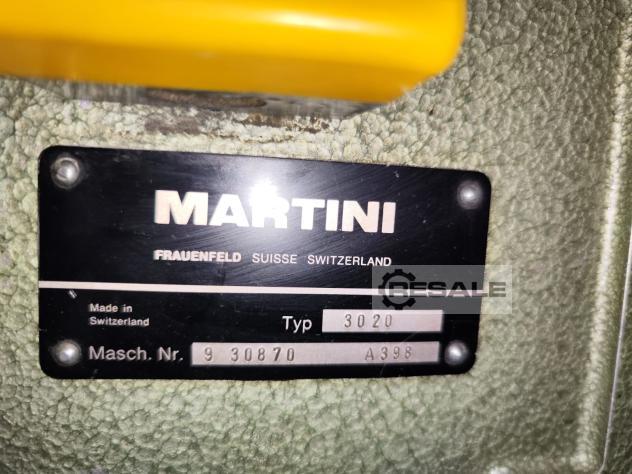 MARTINI
FRAUENFELD SUISSE SWITZERLAND
RESALE
Made in
Switzerland
Typ 3020
Masch. Nr. 9 30870 A398